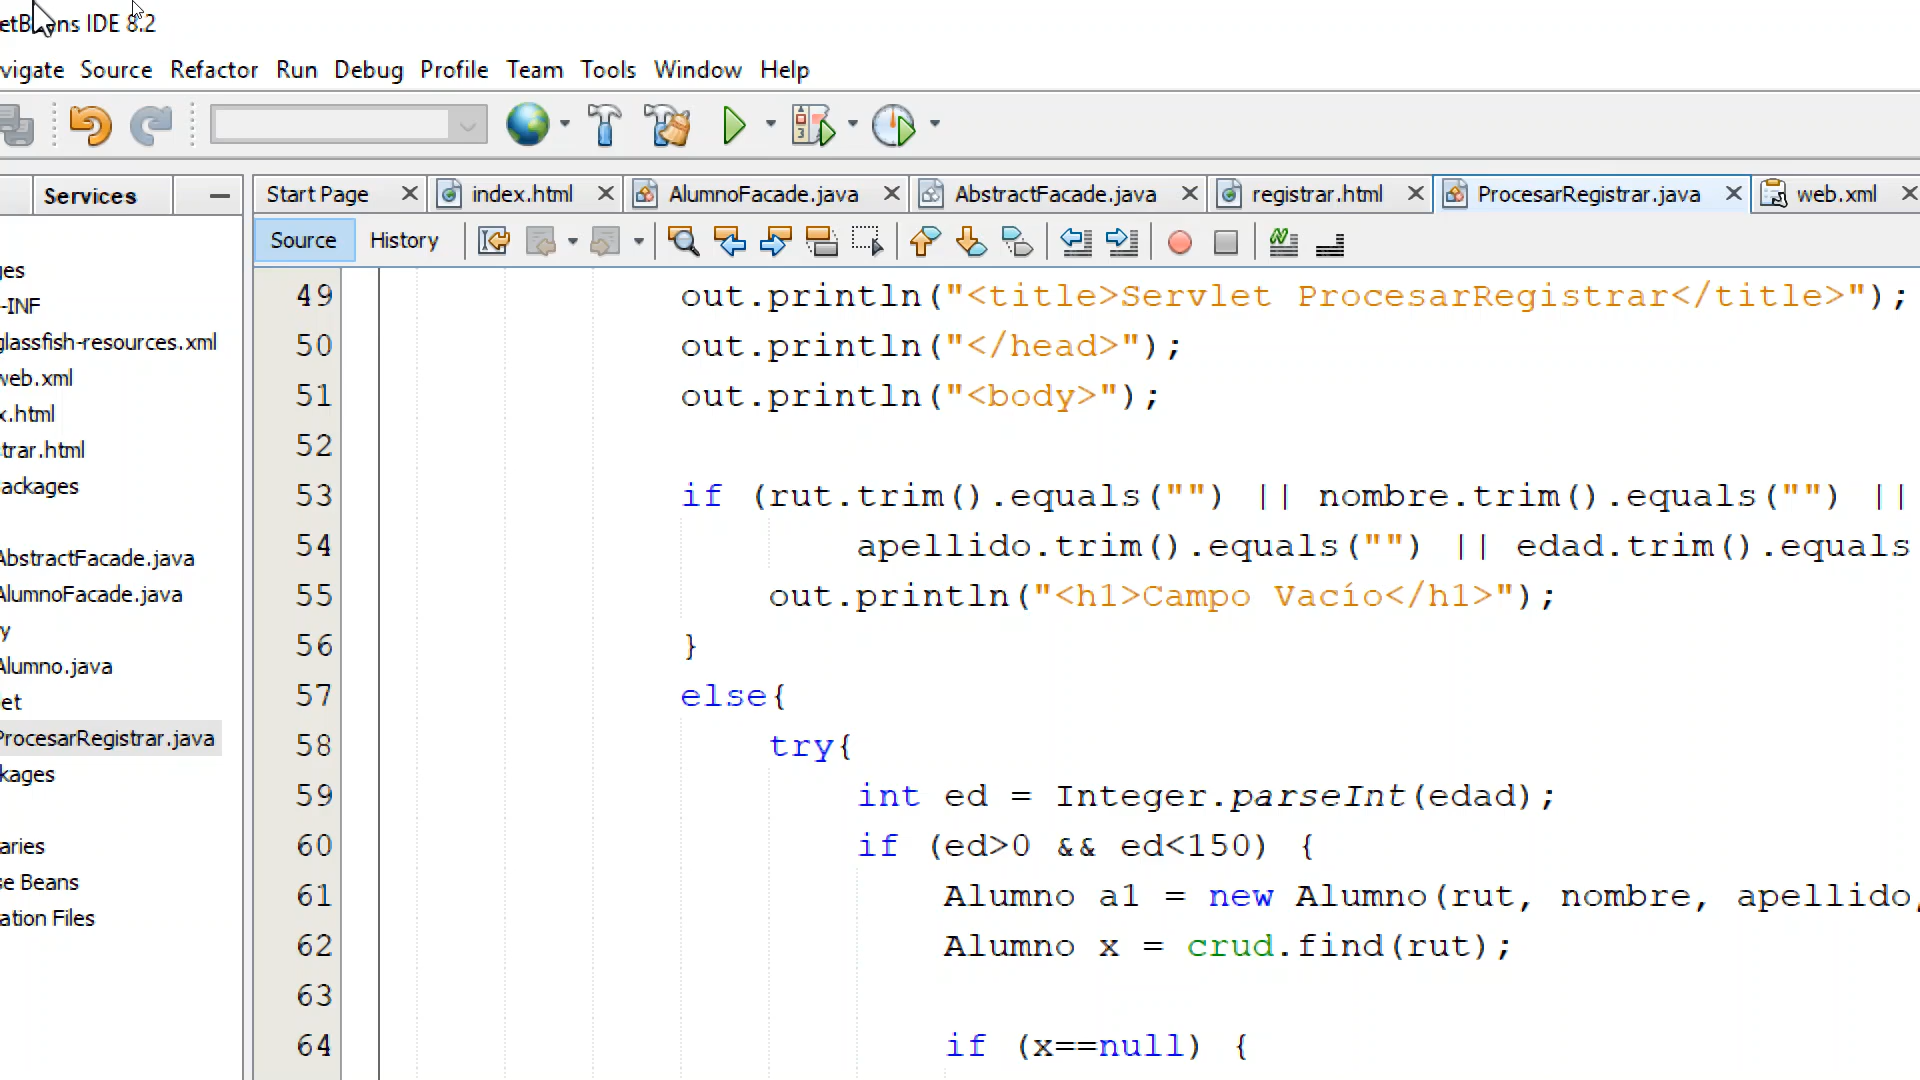 etBeans IDE 8.2
vigate Source Refactor Run Debug Profile Team Tools Window Help
Services
Start Page index.html AlumnoFacade.java AbstractFacade.java registrar.html ProcesarRegistrar.java web.xml
Source History
ges
-INF
glassfish-resources.xml
web.xml
x.html
trar.html
ackages
AbstractFacade.java
AlumnoFacade.java
y
Alumno.java
et
ProcesarRegistrar.java
kages
aries
se Beans
ation Files
49 out.println("<title>Servlet ProcesarRegistrar</title>");
50 out.println("</head>");
51 out.println("<body>");
52
53 if (rut.trim().equals("") || nombre.trim().equals("") ||
54 apellido.trim().equals("") || edad.trim().equals
55 out.println("<h1>Campo Vacío</h1>");
56 }
57 else{
58 try{
59 int ed = Integer.parseInt(edad);
60 if (ed>0 && ed<150) {
61 Alumno a1 = new Alumno(rut, nombre, apellido,
62 Alumno x = crud.find(rut);
63
64 if (x==null) {